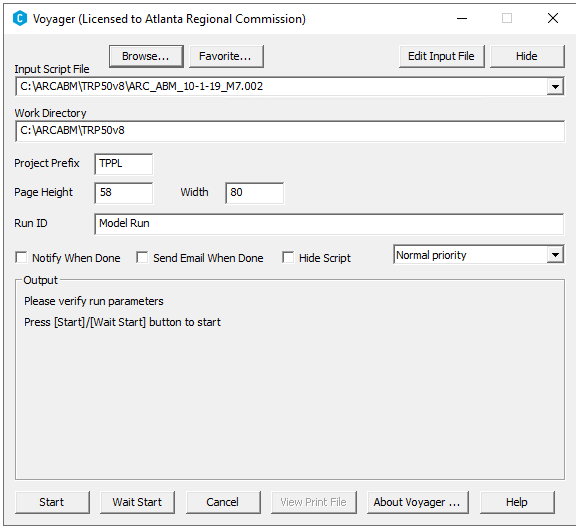 Voyager (Licensed to Atlanta Regional Commission)
Browse... Favorite... Edit Input File Hide
Input Script File
C:\ARCABM\TRP50v8\ARC_ABM_10-1-19_M7.002
Work Directory
C:\ARCABM\TRP50v8
Project Prefix TPPL
Page Height 58 Width 80
Run ID Model Run
Notify When Done Send Email When Done Hide Script Normal priority
Output
Please verify run parameters
Press [Start]/[Wait Start] button to start
Start Wait Start Cancel View Print File About Voyager ... Help